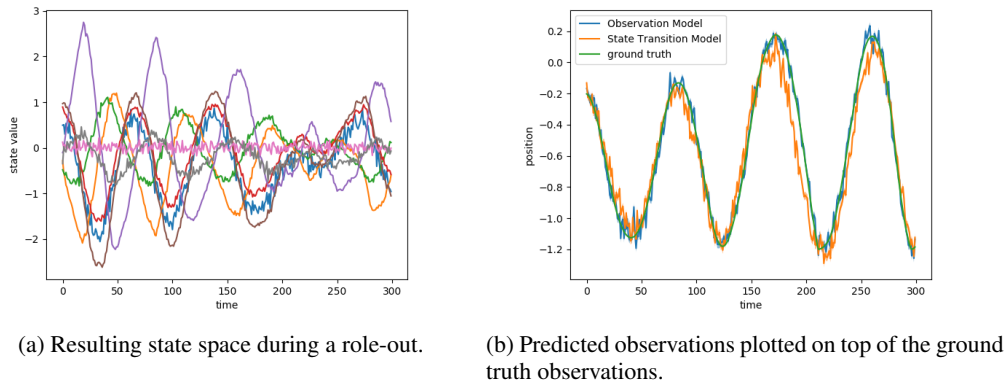 3
2
1
0
−1
−2
state value
0
50
100
150
200
250
300
time
0.2
0.0
−0.2
−0.4
−0.6
−0.8
−1.0
−1.2
position
Observation Model
State Transition Model
ground truth
0
50
100
150
200
250
300
time
(a) Resulting state space during a role-out.
(b) Predicted observations plotted on top of the ground
truth observations.